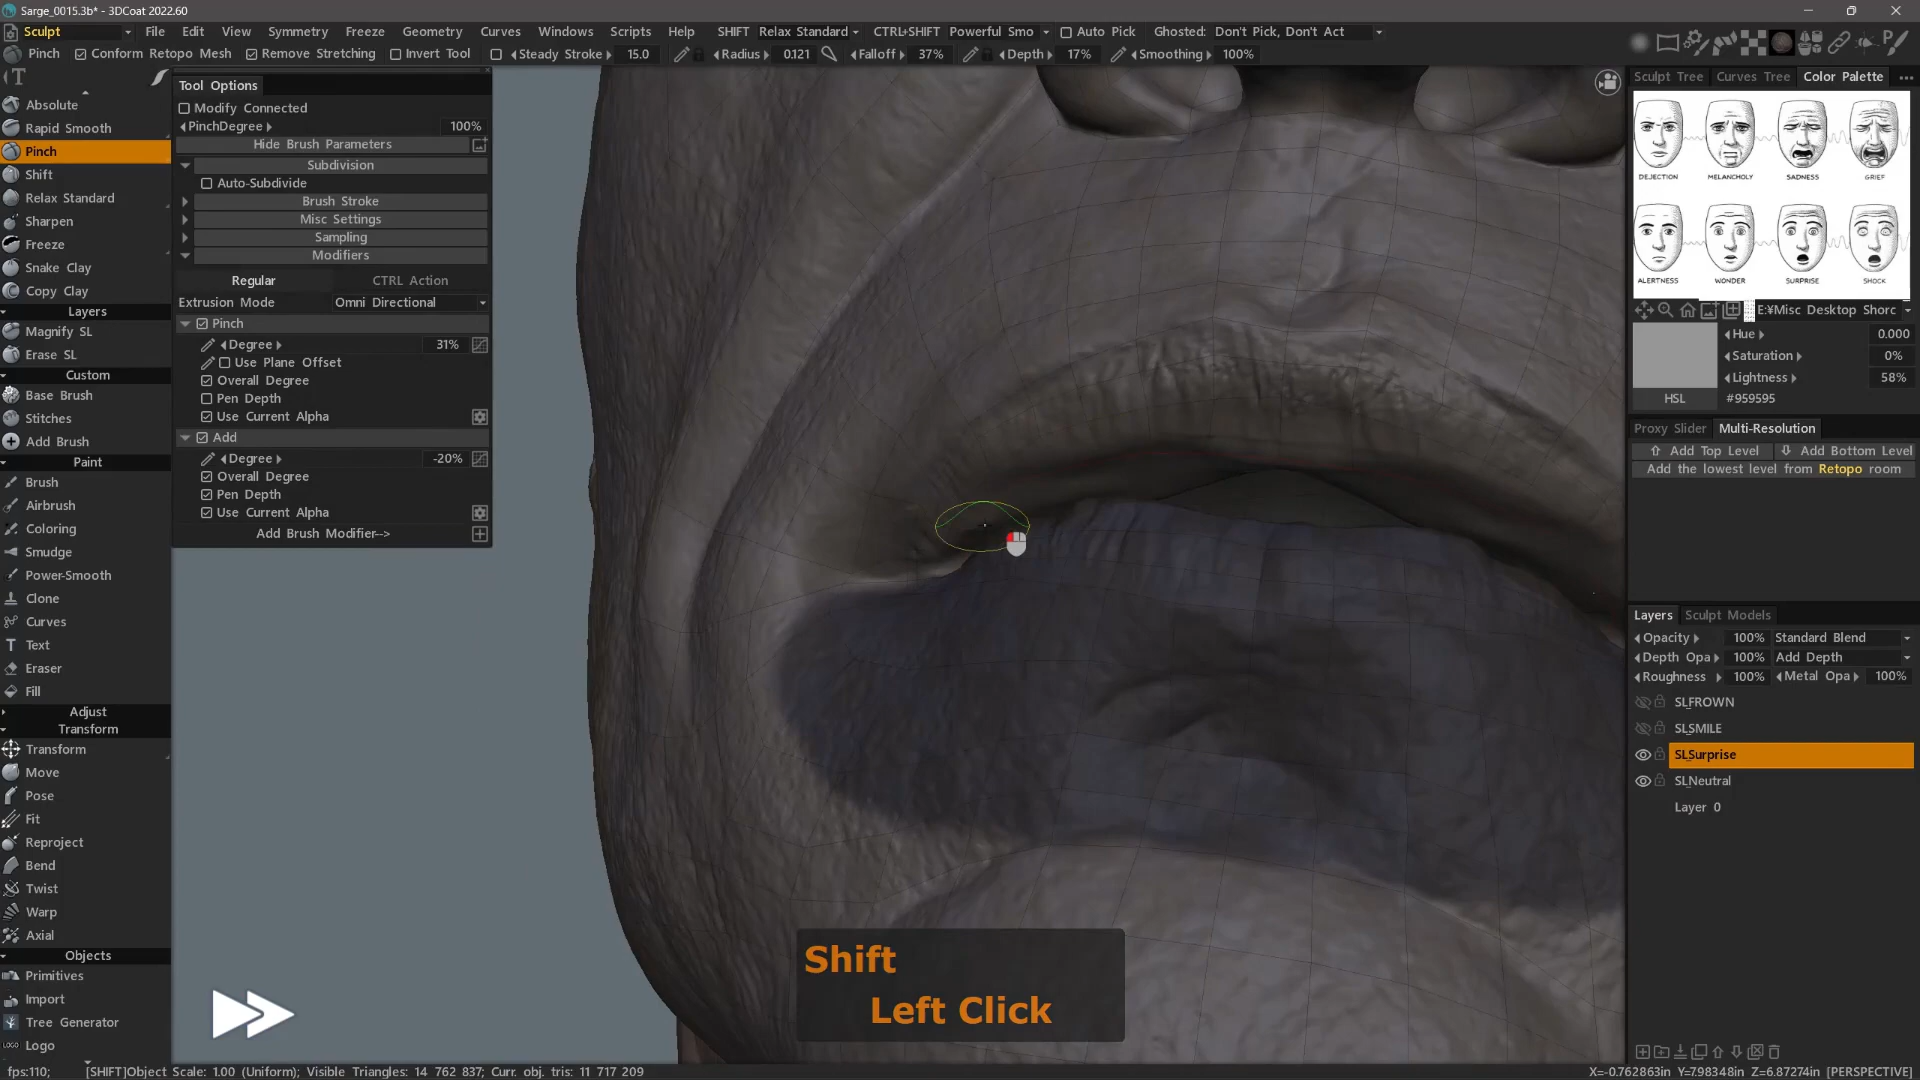 Sarge_0015.3b* - 3DCoat 2022.60
Sculpt File Edit View Symmetry Freeze Geometry Curves Windows Scripts Help SHIFT Relax Standard CTRL+SHIFT Powerful Smo Auto Pick Ghosted: Don't Pick, Don't Act
Pinch Conform Retopo Mesh Remove Stretching Invert Tool Steady Stroke 15.0 Radius 0.121 Falloff 37% Depth 17% Smoothing 100%
T
Absolute
Rapid Smooth
Pinch
Shift
Relax Standard
Sharpen
Freeze
Snake Clay
Copy Clay
Layers
Magnify SL
Erase SL
Custom
Base Brush
Stitches
Add Brush
Paint
Brush
Airbrush
Coloring
Smudge
Power-Smooth
Clone
Curves
T Text
Eraser
Fill
Adjust
Transform
Transform
Move
Pose
Fit
Reproject
Bend
Twist
Warp
Axial
Objects
Primitives
Import
Tree Generator
LOGO Logo
Tool Options
Modify Connected
PinchDegree 100%
Hide Brush Parameters
Subdivision
Auto-Subdivide
Brush Stroke
Misc Settings
Sampling
Modifiers
Regular CTRL Action
Extrusion Mode Omni Directional
Pinch
Degree 31%
Use Plane Offset
Overall Degree
Pen Depth
Use Current Alpha
Add
Degree -20%
Overall Degree
Pen Depth
Use Current Alpha
Add Brush Modifier-->
Shift
Left Click
Sculpt Tree Curves Tree Color Palette
DEJECTION MELANCHOLY SADNESS GRIEF
ALERTNESS WONDER SURPRISE SHOCK
E:¥Misc Desktop Shorc
Hue 0.000
Saturation 0%
Lightness 58%
HSL #959595
Proxy Slider Multi-Resolution
Add Top Level Add Bottom Level
Add the lowest level from Retopo room
Layers Sculpt Models
Opacity 100% Standard Blend
Depth Opa 100% Add Depth
Roughness 100% Metal Opa 100%
SL_FROWN
SL_SMILE
SL_Surprise
SL_Neutral
Layer 0
fps:110; [SHIFT]Object Scale: 1.00 (Uniform); Visible Triangles: 14 762 837; Curr. obj. tris: 11 717 209 X=-0.762863in Y=7.98348in Z=6.87274in [PERSPECTIVE]